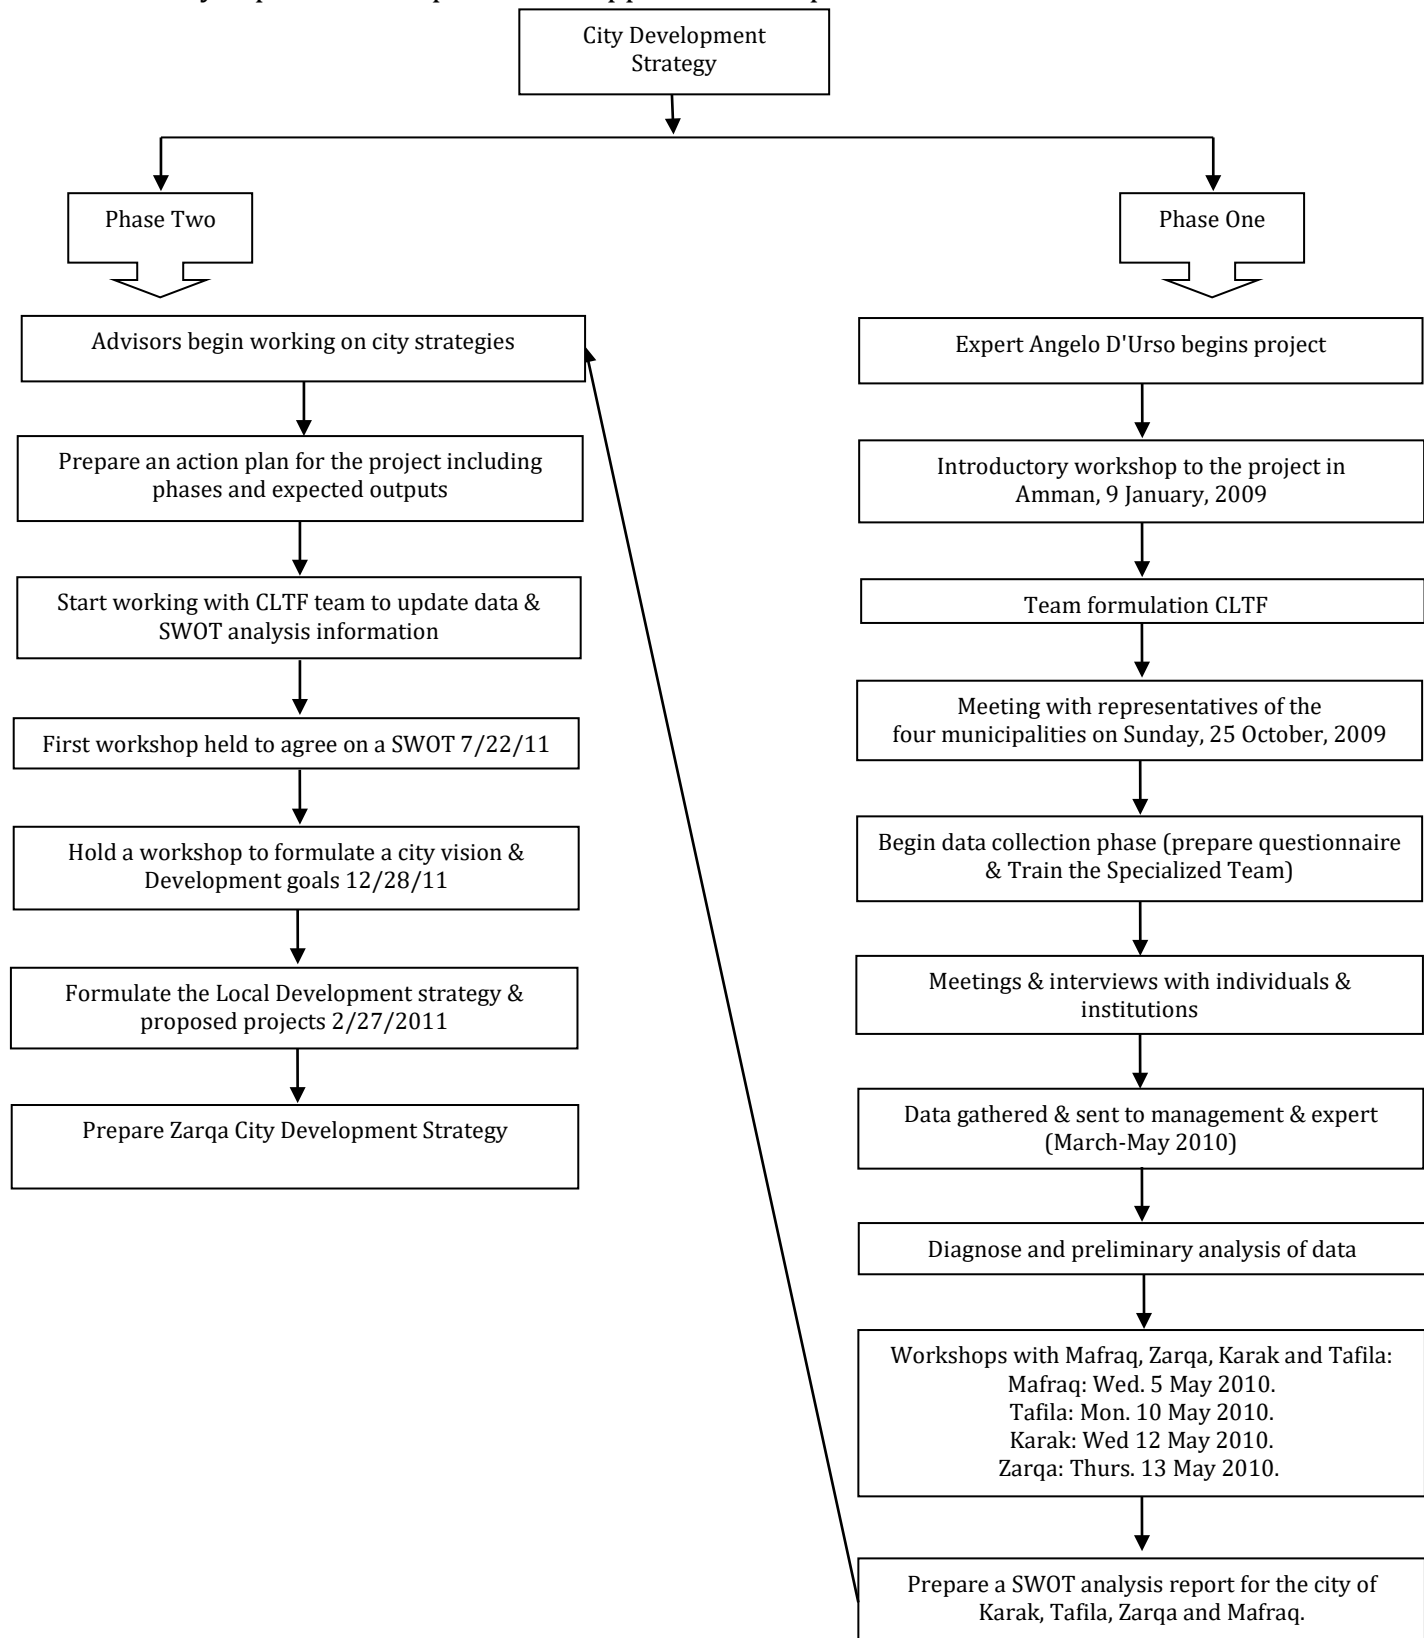 City Development
Strategy
Phase Two
Advisors begin working on city strategies
Prepare an action plan for the project including
phases and expected outputs
Start working with CLTF team to update data &
SWOT analysis information
First workshop held to agree on a SWOT 7/22/11
Hold a workshop to formulate a city vision &
Development goals 12/28/11
Formulate the Local Development strategy &
proposed projects 2/27/2011
Prepare Zarqa City Development Strategy
Phase One
Expert Angelo D'Urso begins project
Introductory workshop to the project in
Amman, 9 January, 2009
Team formulation CLTF
Meeting with representatives of the
four municipalities on Sunday, 25 October, 2009
Begin data collection phase (prepare questionnaire
& Train the Specialized Team)
Meetings & interviews with individuals &
institutions
Data gathered & sent to management & expert
(March-May 2010)
Diagnose and preliminary analysis of data
Workshops with Mafraq, Zarqa, Karak and Tafila:
Mafraq: Wed. 5 May 2010.
Tafila: Mon. 10 May 2010.
Karak: Wed 12 May 2010.
Zarqa: Thurs. 13 May 2010.
Prepare a SWOT analysis report for the city of
Karak, Tafila, Zarqa and Mafraq.